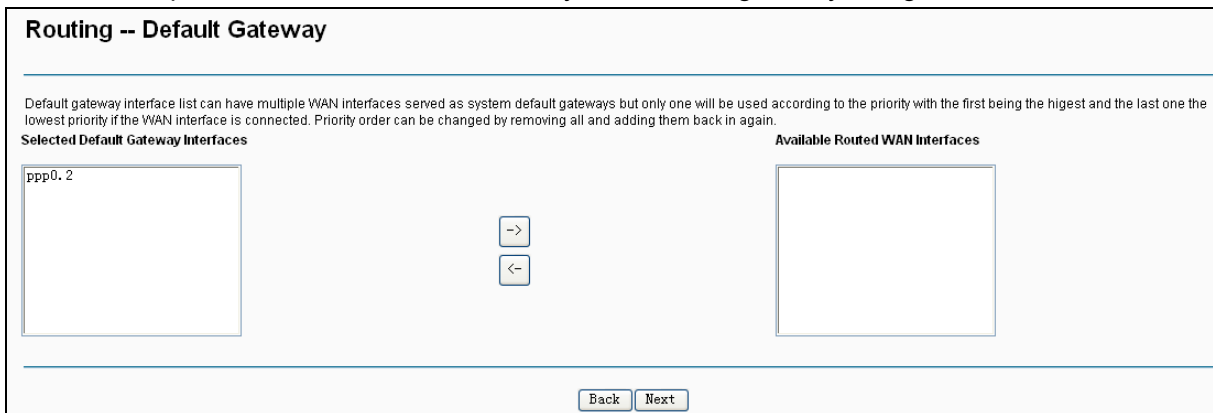 Routing -- Default Gateway
Default gateway interface list can have multiple WAN interfaces served as system default gateways but only one will be used according to the priority with the first being the higest and the last one the
lowest priority if the WAN interface is connected. Priority order can be changed by removing all and adding them back in again.
Selected Default Gateway Interfaces
Available Routed WAN Interfaces
ppp0.2
->
<-
Back
Next